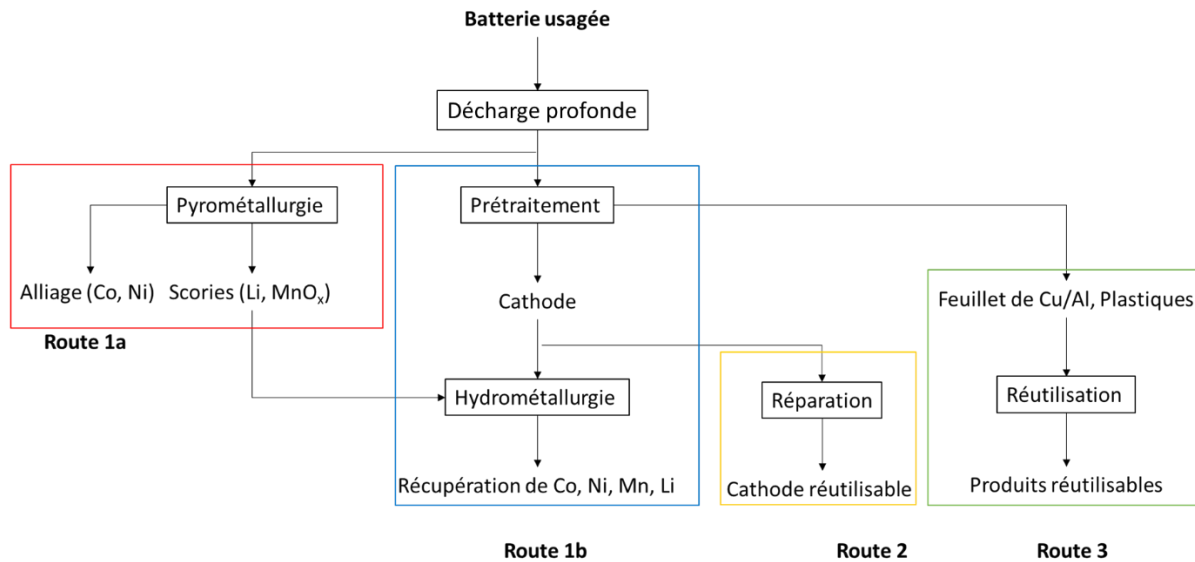 Batterie usagée
Décharge profonde
Pyrométallurgie
Prétraitement
Alliage (Co, Ni)
Scories (Li, MnOₓ)
Cathode
Feuillet de Cu/Al, Plastiques
Route 1a
Hydrométallurgie
Réparation
Réutilisation
Récupération de Co, Ni, Mn, Li
Cathode réutilisable
Produits réutilisables
Route 1b
Route 2
Route 3